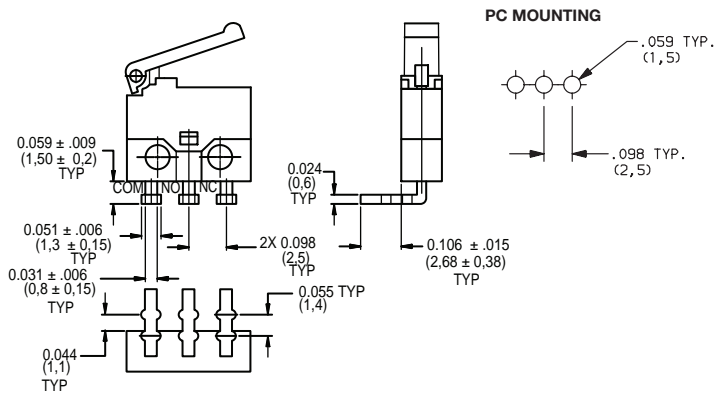 PC MOUNTING
.059 TYP.
(1,5)
.098 TYP.
(2,5)
0.059 ± .009
(1,50 ± 0,2)
TYP
COM NO NC
0.024
(0,6)
TYP
0.051 ± .006
(1,3 ± 0,15)
TYP
2X 0.098
(2,5)
TYP
0.106 ± .015
(2,68 ± 0,38)
TYP
0.031 ± .006
(0,8 ± 0,15)
TYP
0.055 TYP
(1,4)
0.044
(1,1)
TYP